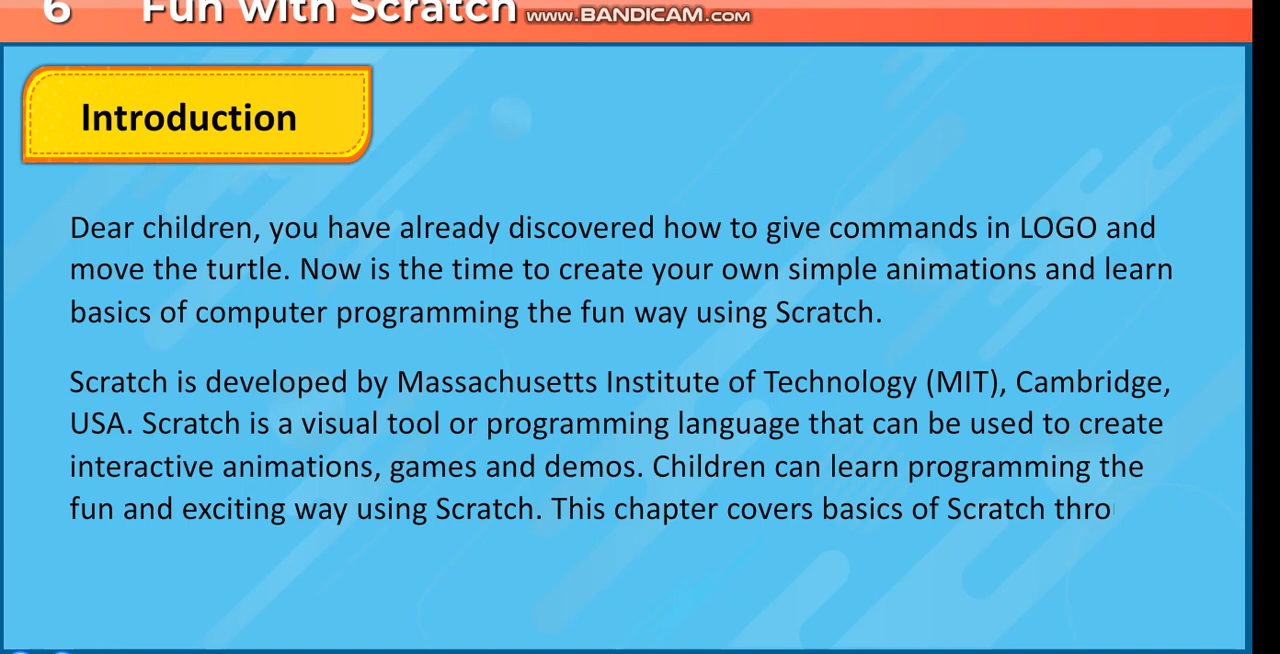 6 Fun with Scratch www.BANDICAM.com
Introduction
Dear children, you have already discovered how to give commands in LOGO and
move the turtle. Now is the time to create your own simple animations and learn
basics of computer programming the fun way using Scratch.
Scratch is developed by Massachusetts Institute of Technology (MIT), Cambridge,
USA. Scratch is a visual tool or programming language that can be used to create
interactive animations, games and demos. Children can learn programming the
fun and exciting way using Scratch. This chapter covers basics of Scratch thro